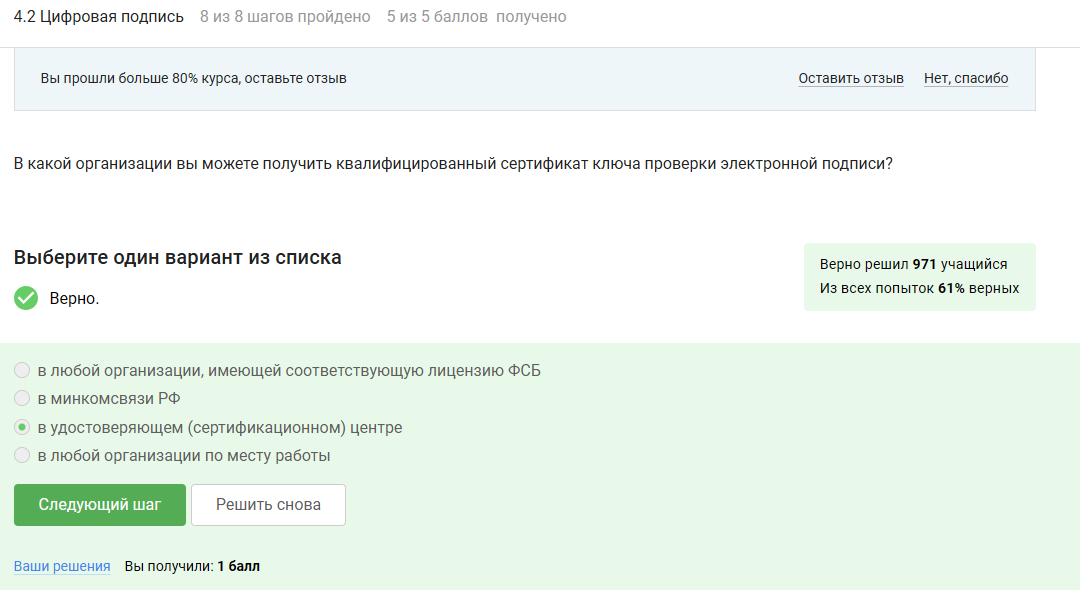 4.2 Цифровая подпись 8 из 8 шагов пройдено 5 из 5 баллов получено
Вы прошли больше 80% курса, оставьте отзыв Оставить отзыв Нет, спасибо
В какой организации вы можете получить квалифицированный сертификат ключа проверки электронной подписи?
Выберите один вариант из списка
Верно.
Верно решил 971 учащийся
Из всех попыток 61% верных
в любой организации, имеющей соответствующую лицензию ФСБ
в минкомсвязи РФ
в удостоверяющем (сертификационном) центре
в любой организации по месту работы
Следующий шаг Решить снова
Ваши решения Вы получили: 1 балл